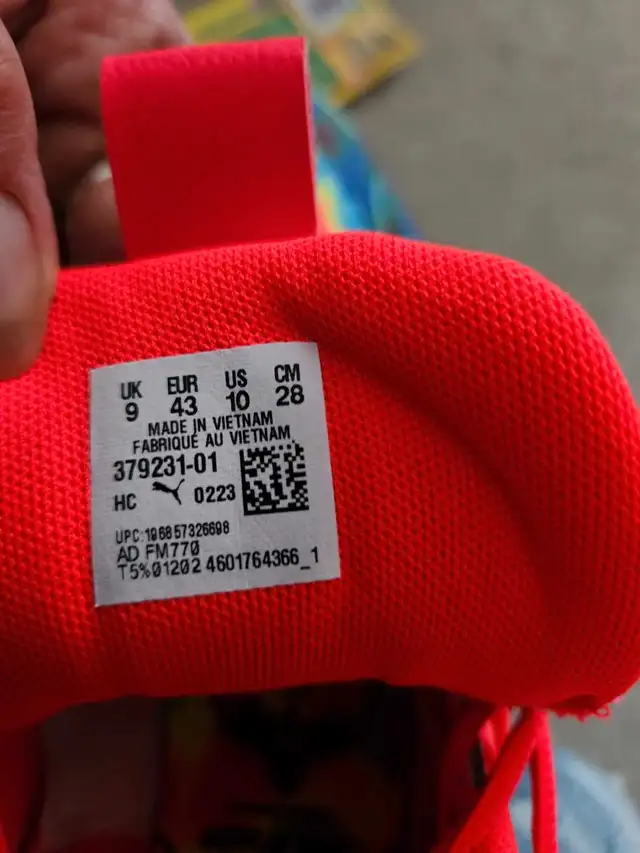 UK EUR US CM
9 43 10 28
MADE IN VIETNAM
FABRIQUÉ AU VIETNAM
379231-01
HC 0223
UPC:196857326698
AD FM770
T5%01202 4601764366_1